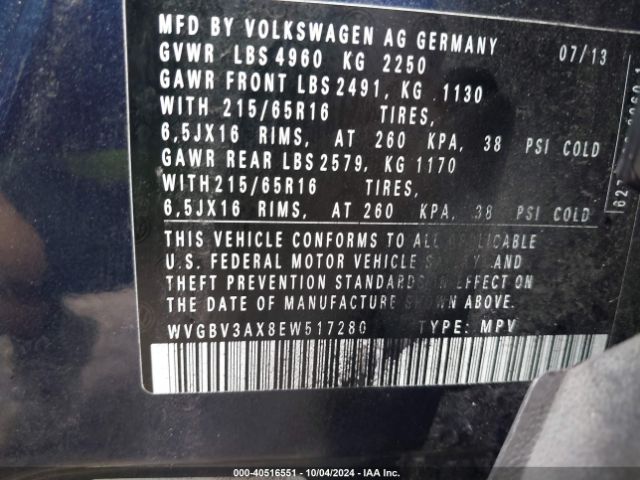 MFD BY VOLKSWAGEN AG GERMANY
07/13
GVWR LBS 4960 KG 2250
GAWR FRONT LBS 2491, KG 1130
WITH 215/65R16 TIRES,
6,5JX16 RIMS, AT 260 KPA, 38 PSI COLD
GAWR REAR LBS 2579, KG 1170
WITH 215/65R16 TIRES,
6,5JX16 RIMS, AT 260 KPA, 38 PSI COLD
THIS VEHICLE CONFORMS TO ALL APPLICABLE
U.S. FEDERAL MOTOR VEHICLE SAFETY AND
THEFT PREVENTION STANDARDS IN EFFECT ON
THE DATE OF MANUFACTURE SHOWN ABOVE.
WVGBV3AX8EW517280 TYPE: MPV
000-40516551 - 10/04/2024 - IAA Inc.